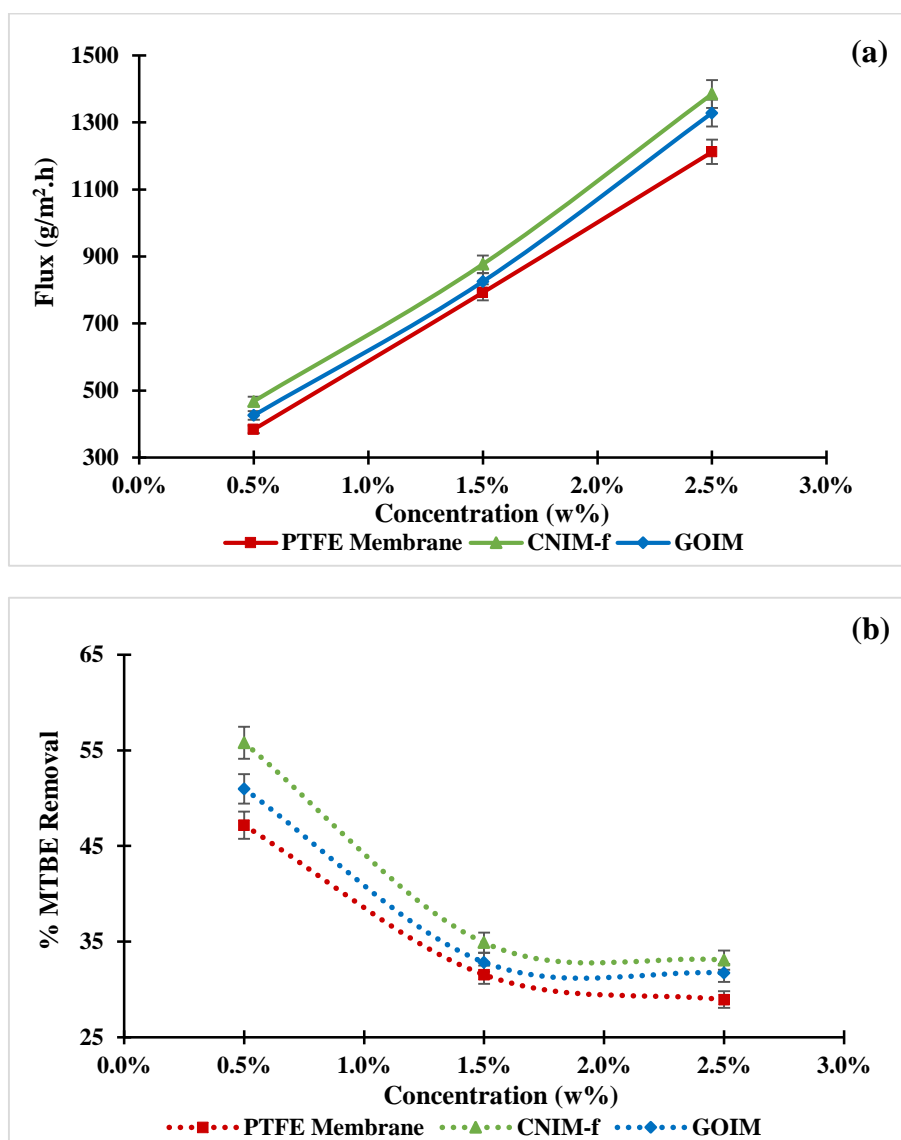 (a)
Flux (g/m².h)
1500
1300
1100
900
700
500
300
0.0% 0.5% 1.0% 1.5% 2.0% 2.5% 3.0%
Concentration (w%)
PTFE Membrane CNIM-f GOIM
(b)
% MTBE Removal
65
55
45
35
25
0.0% 0.5% 1.0% 1.5% 2.0% 2.5% 3.0%
Concentration (w%)
PTFE Membrane CNIM-f GOIM